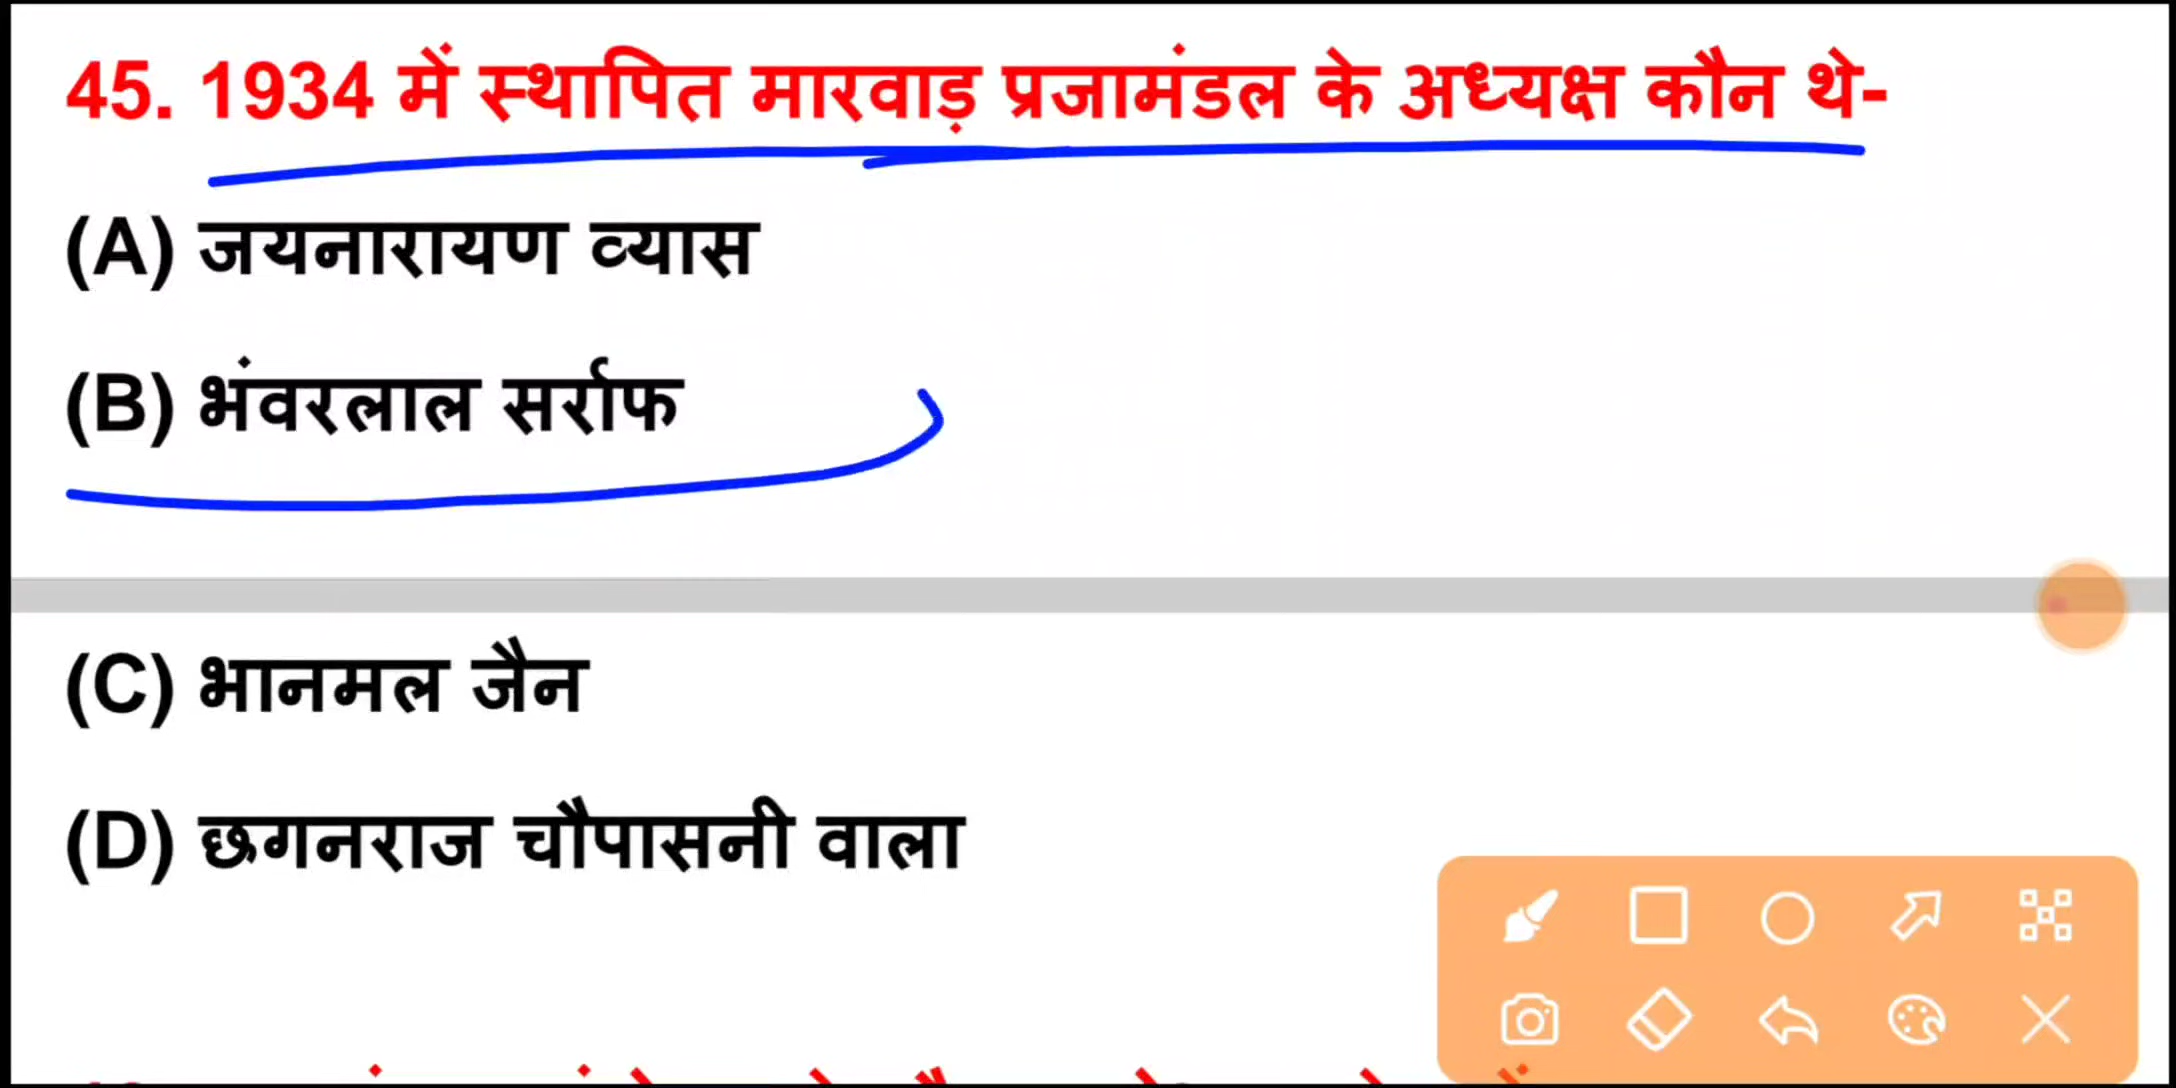 45. 1934 में स्थापित मारवाड़ प्रजामंडल के अध्यक्ष कौन थे-
(A) जयनारायण व्यास
(B) भंवरलाल सर्राफ
(C) भानमल जैन
(D) छगनराज चौपासनी वाला